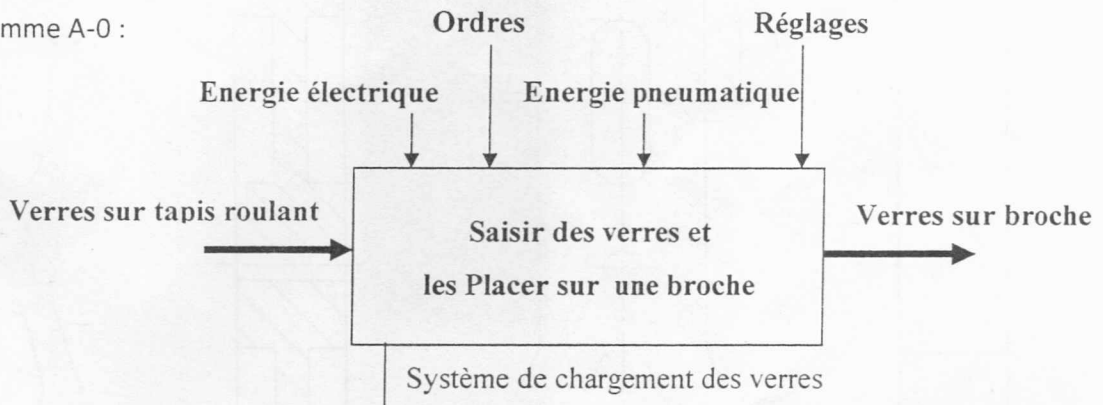 mme A-0 :
Ordres
Réglages
Energie électrique
Energie pneumatique
Verres sur tapis roulant
Saisir des verres et
les Placer sur une broche
Verres sur broche
Système de chargement des verres